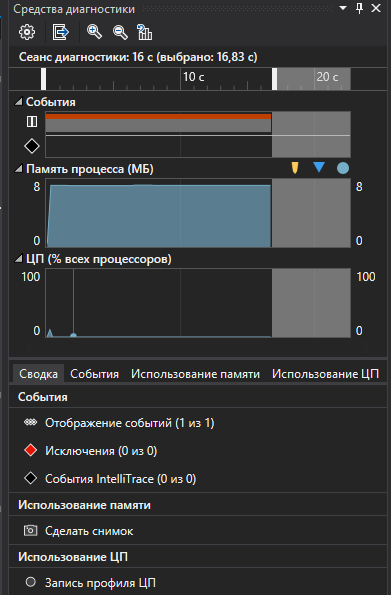 Средства диагностики
Сеанс диагностики: 16 с (выбрано: 16,83 с)
10 с
20 с
События
Память процесса (МБ)
8
8
0
0
ЦП (% всех процессоров)
100
100
0
0
Сводка
События
Использование памяти
Использование ЦП
События
Отображение событий (1 из 1)
Исключения (0 из 0)
События IntelliTrace (0 из 0)
Использование памяти
Сделать снимок
Использование ЦП
Запись профиля ЦП